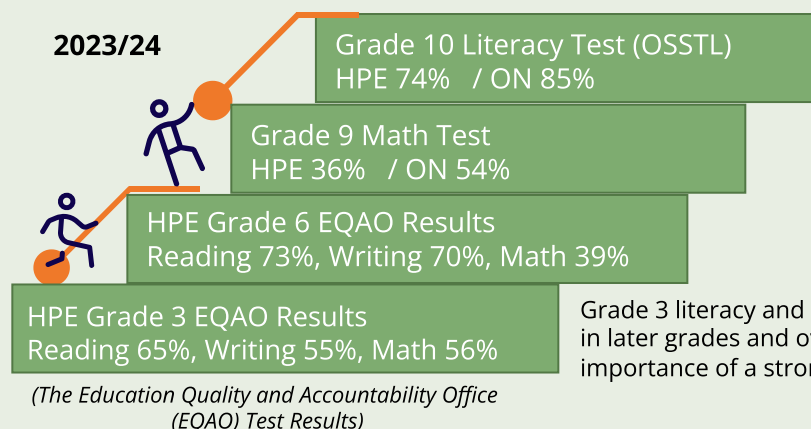 2023/24
Grade 10 Literacy Test (OSSTL)
HPE 74% / ON 85%
Grade 9 Math Test
HPE 36% / ON 54%
HPE Grade 6 EQAO Results
Reading 73%, Writing 70%, Math 39%
HPE Grade 3 EQAO Results
Reading 65%, Writing 55%, Math 56%
(The Education Quality and Accountability Office
(EQAO) Test Results)
Grade 3 literacy and
in later grades and
importance of a